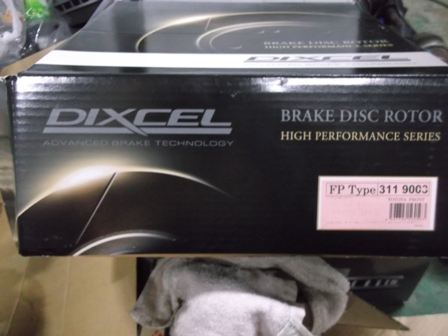 BRAKE DISC ROTOR
HIGH PERFORMANCE SERIES
DIXCEL
ADVANCED BRAKE TECHNOLOGY
BRAKE DISC ROTOR
HIGH PERFORMANCE SERIES
FP Type 311 9003